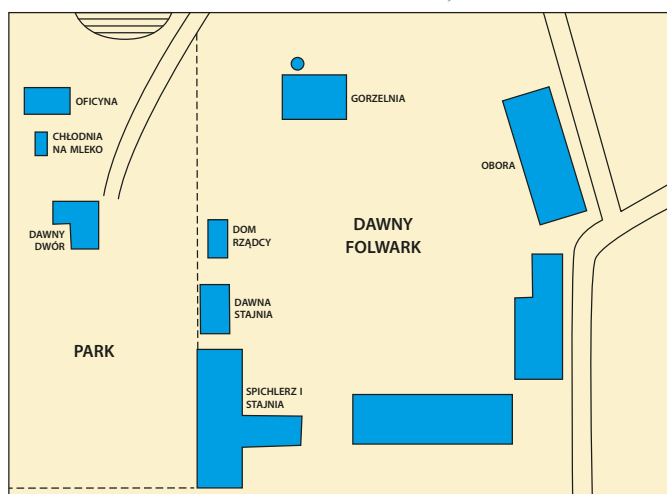 OFICYNA
CHŁODNIA
NA MLEKO
DAWNY
DWÓR
PARK
GORZELNIA
OBORA
DOM
RZĄDCY
DAWNY
FOLWARK
DAWNA
STAJNIA
SPICHLERZ I
STAJNIA